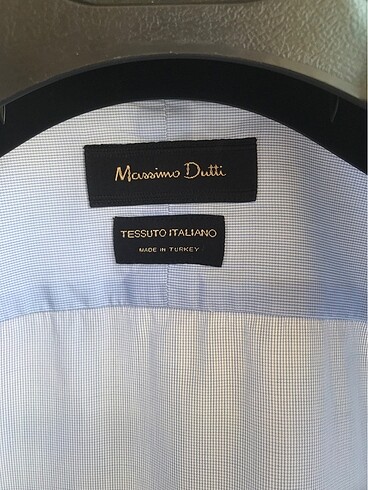 Massimo Dutti
TESSUTO ITALIANO
MADE IN TURKEY